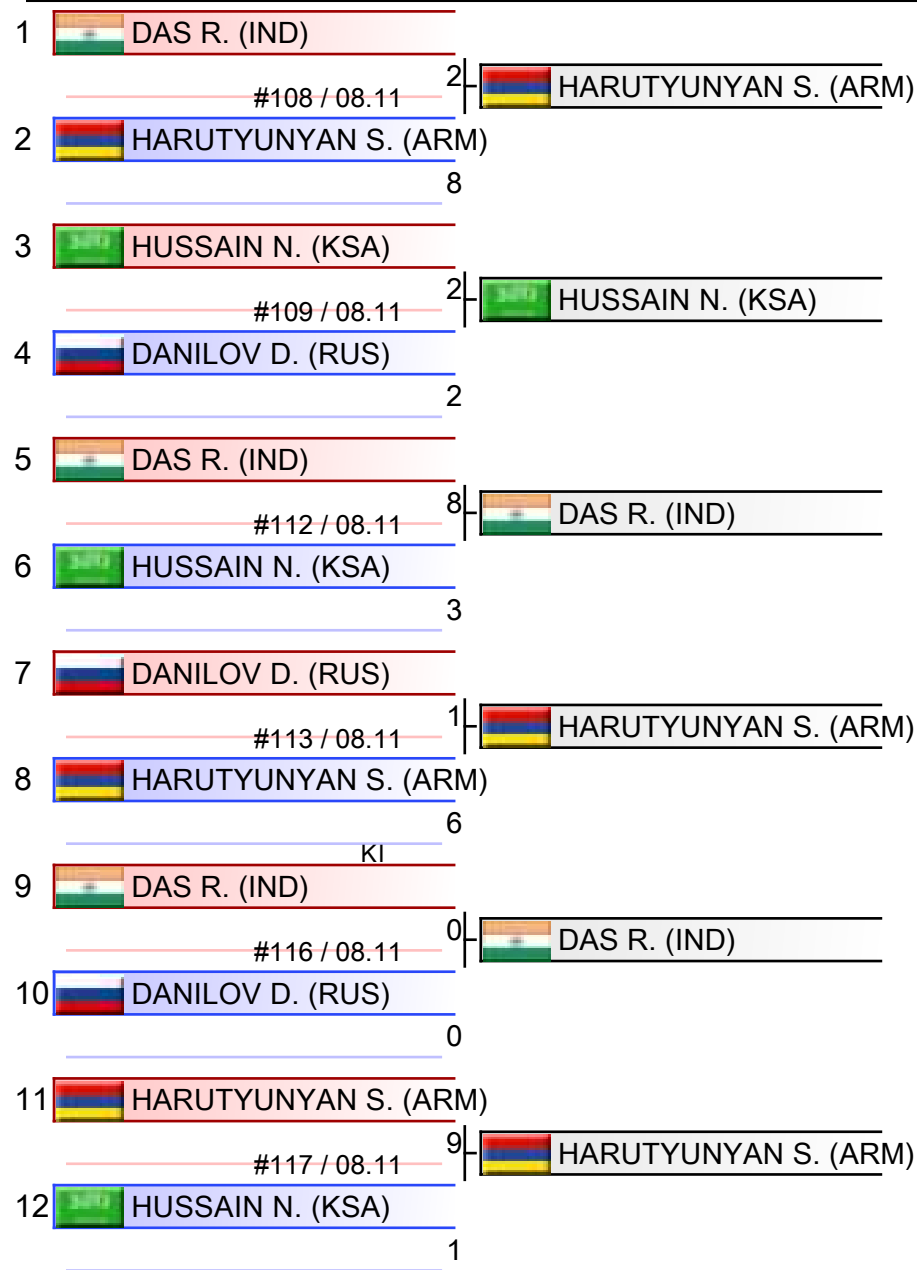 1 DAS R. (IND)
2 HARUTYUNYAN S. (ARM)
#108 / 08.11
2 HARUTYUNYAN S. (ARM)
8
3 HUSSAIN N. (KSA)
2 HUSSAIN N. (KSA)
#109 / 08.11
4 DANILOV D. (RUS)
2
5 DAS R. (IND)
8 DAS R. (IND)
#112 / 08.11
6 HUSSAIN N. (KSA)
3
7 DANILOV D. (RUS)
1 HARUTYUNYAN S. (ARM)
#113 / 08.11
8 HARUTYUNYAN S. (ARM)
6
KI
9 DAS R. (IND)
0 DAS R. (IND)
#116 / 08.11
10 DANILOV D. (RUS)
0
11 HARUTYUNYAN S. (ARM)
9 HARUTYUNYAN S. (ARM)
#117 / 08.11
12 HUSSAIN N. (KSA)
1